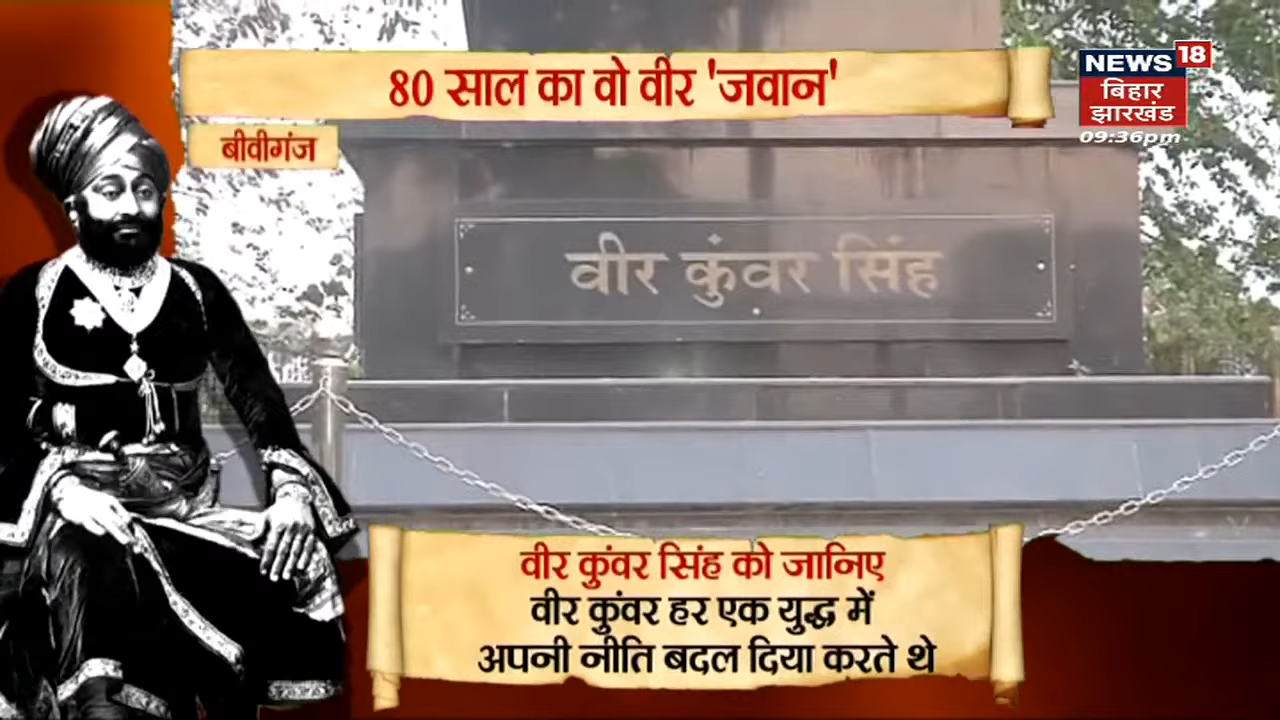 80 साल का वो वीर 'जवान'
NEWS 18
बिहार
झारखंड
09:36pm
बीवीगंज
वीर कुंवर सिंह
वीर कुंवर सिंह को जानिए
वीर कुंवर हर एक युद्ध में
अपनी नीति बदल दिया करते थे